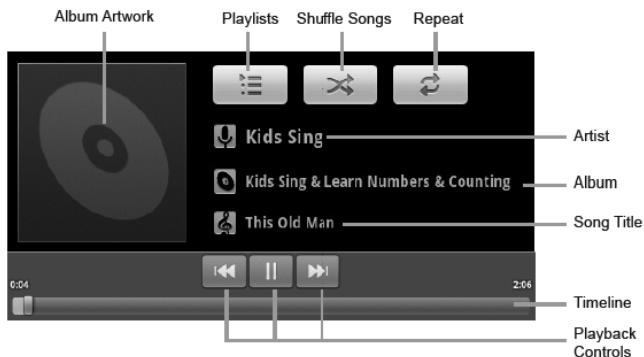 Album Artwork
Playlists
Shuffle Songs
Repeat
Kids Sing
Artist
Kids Sing & Learn Numbers & Counting
Album
This Old Man
Song Title
0:04
2:06
Timeline
Playback
Controls